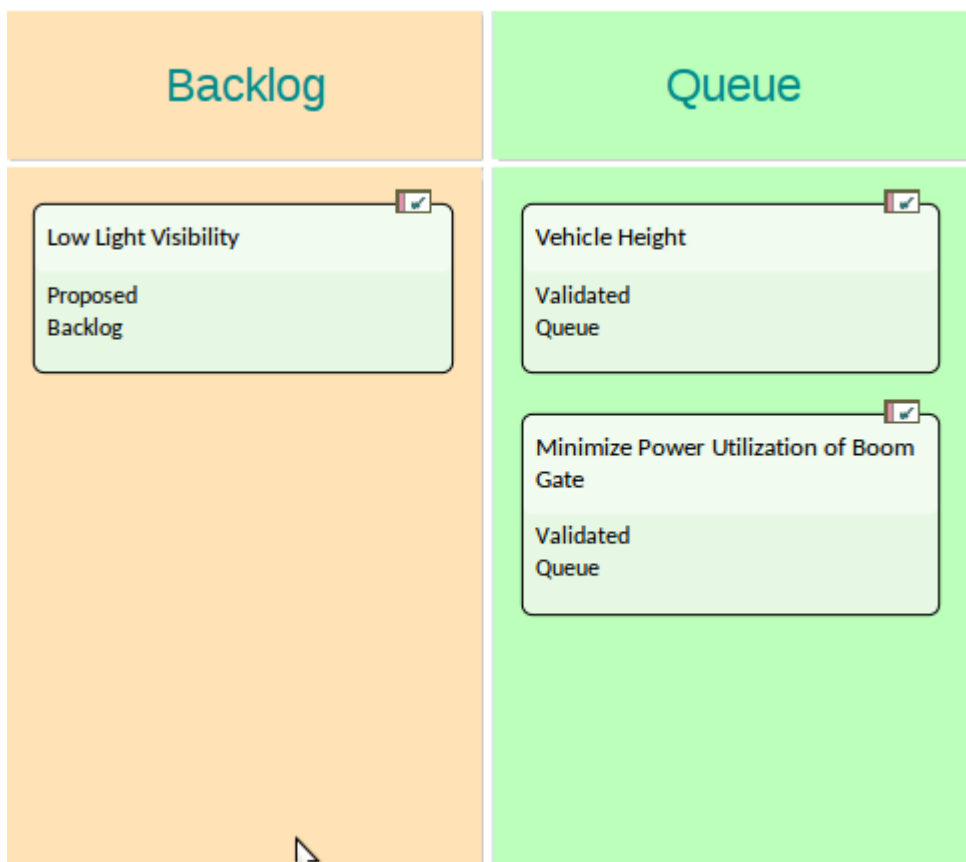 Backlog
Queue
Low Light Visibility
Proposed
Backlog
Vehicle Height
Validated
Queue
Minimize Power Utilization of Boom
Gate
Validated
Queue